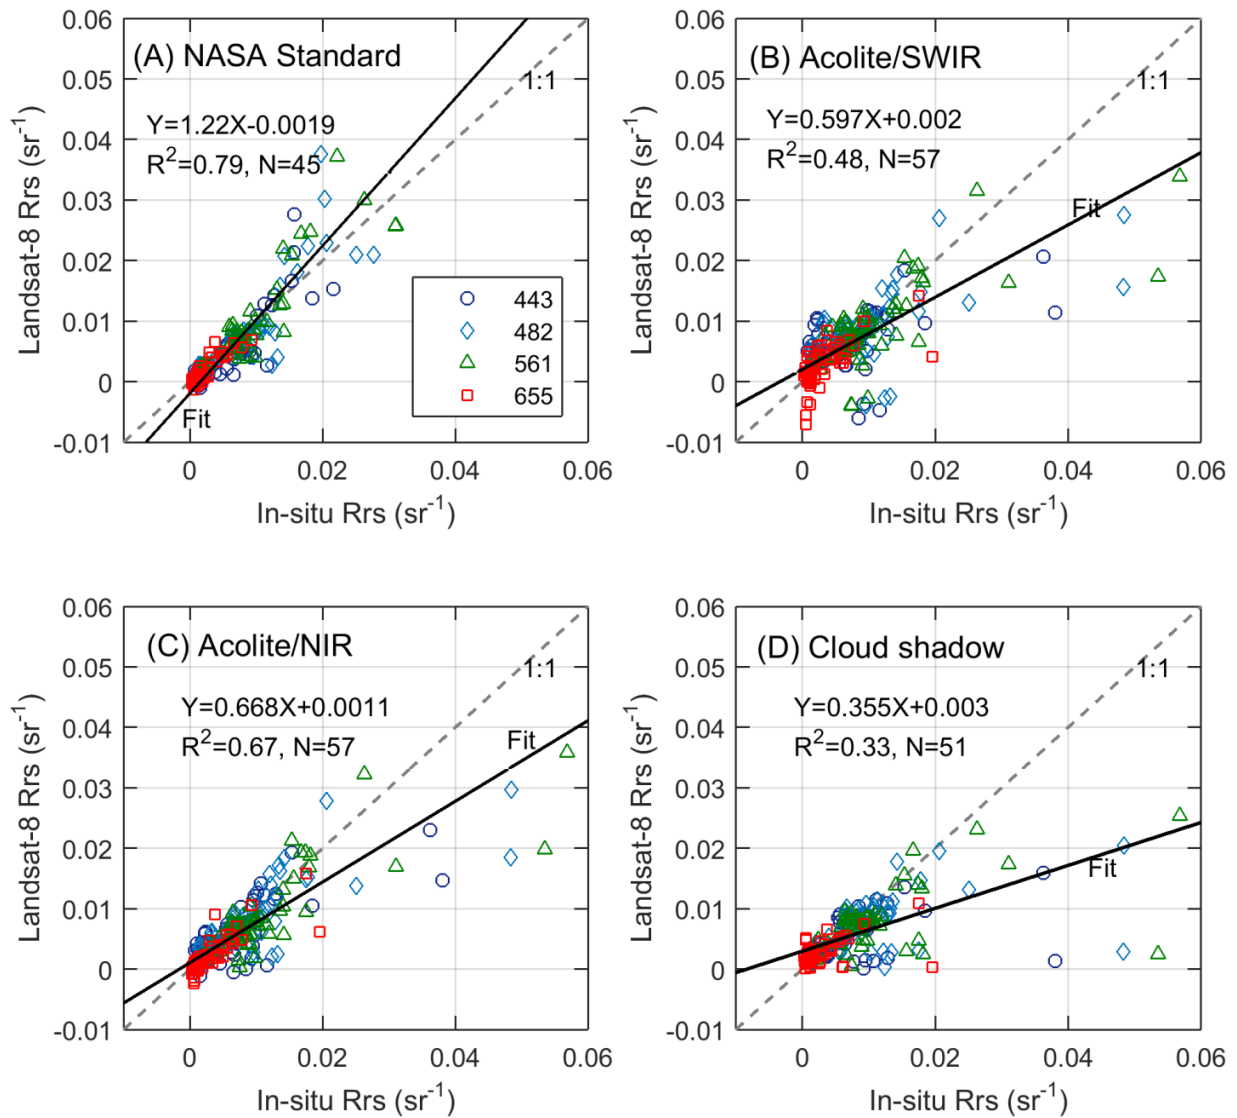 (A) NASA Standard
1:1
Y=1.22X-0.0019
R²=0.79, N=45
Fit
443
482
561
655
0.06
0.05
0.04
0.03
0.02
0.01
0
-0.01
Landsat-8 Rrs (sr⁻¹)
0 0.02 0.04 0.06
In-situ Rrs (sr⁻¹)
(B) Acolite/SWIR
1:1
Y=0.597X+0.002
R²=0.48, N=57
Fit
0.06
0.05
0.04
0.03
0.02
0.01
0
-0.01
Landsat-8 Rrs (sr⁻¹)
0 0.02 0.04 0.06
In-situ Rrs (sr⁻¹)
(C) Acolite/NIR
1:1
Y=0.668X+0.0011
R²=0.67, N=57
Fit
0.06
0.05
0.04
0.03
0.02
0.01
0
-0.01
Landsat-8 Rrs (sr⁻¹)
0 0.02 0.04 0.06
In-situ Rrs (sr⁻¹)
(D) Cloud shadow
1:1
Y=0.355X+0.003
R²=0.33, N=51
Fit
0.06
0.05
0.04
0.03
0.02
0.01
0
-0.01
Landsat-8 Rrs (sr⁻¹)
0 0.02 0.04 0.06
In-situ Rrs (sr⁻¹)